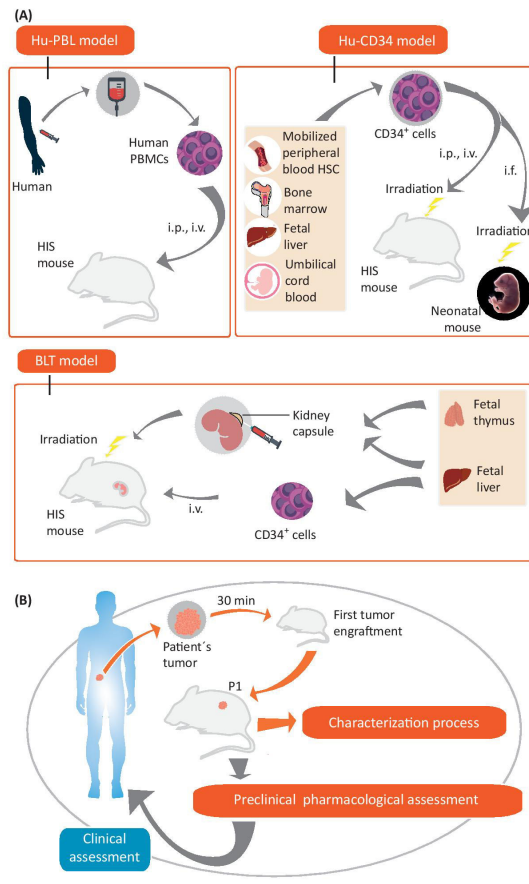 (A)
Hu-PBL model
Human
Human
PBMCs
i.p., i.v.
HIS
mouse
Hu-CD34 model
Mobilized
peripheral
blood HSC
Bone
marrow
Fetal
liver
Umbilical
cord
blood
CD34⁺ cells
i.p., i.v.
i.f.
Irradiation
Irradiation
HIS
mouse
Neonatal
mouse
BLT model
Irradiation
HIS
mouse
Kidney
capsule
i.v.
CD34⁺ cells
Fetal
thymus
Fetal
liver
(B)
Patient´s
tumor
30 min
First tumor
engraftment
P1
Characterization process
Preclinical pharmacological assessment
Clinical
assessment